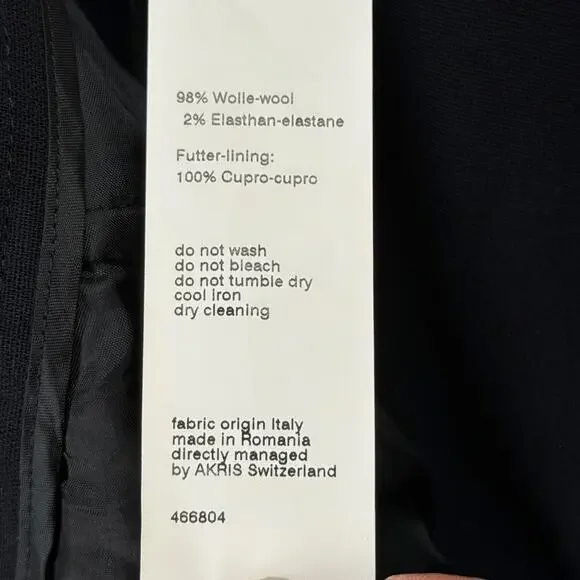 98% Wolle-wool
2% Elasthan-elastane
Futter-lining:
100% Cupro-cupro
do not wash
do not bleach
do not tumble dry
cool iron
dry cleaning
fabric origin Italy
made in Romania
directly managed
by AKRIS Switzerland
466804